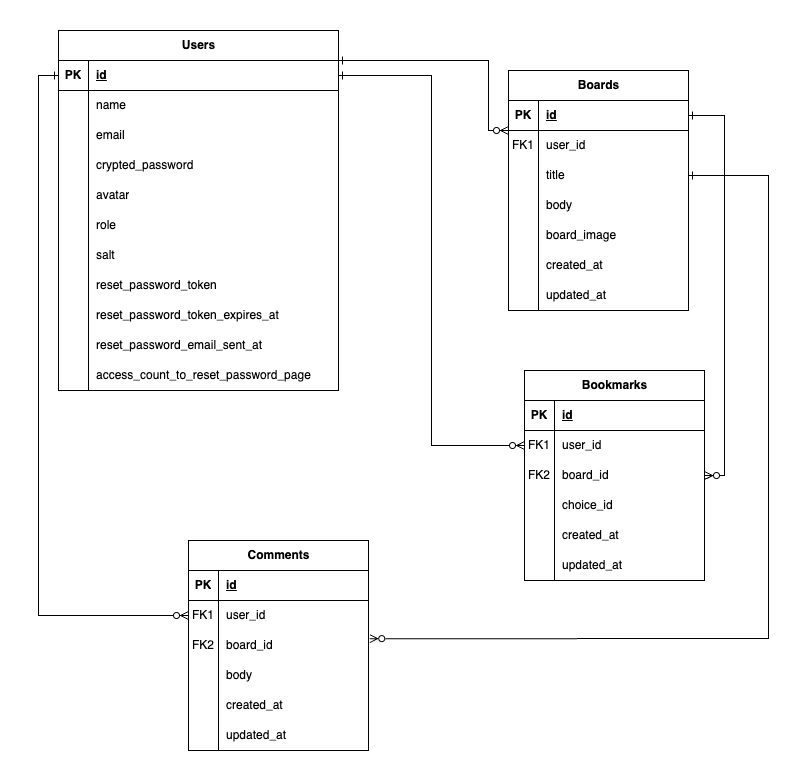 Users
PK id
name
email
crypted_password
avatar
role
salt
reset_password_token
reset_password_token_expires_at
reset_password_email_sent_at
access_count_to_reset_password_page
Boards
PK id
FK1 user_id
title
body
board_image
created_at
updated_at
Bookmarks
PK id
FK1 user_id
FK2 board_id
choice_id
created_at
updated_at
Comments
PK id
FK1 user_id
FK2 board_id
body
created_at
updated_at